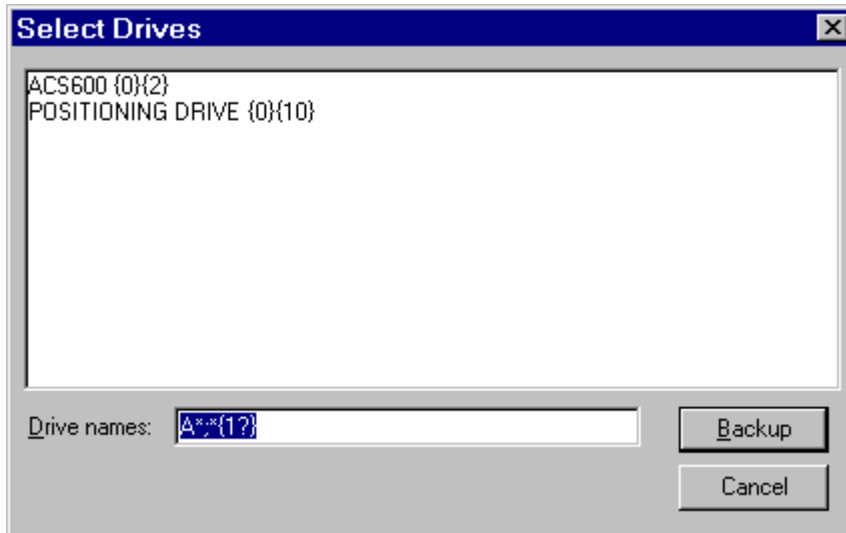 Select Drives
ACS600 {0}{2}
POSITIONING DRIVE {0}{10}
Drive names: A*;*{1?}
Backup
Cancel